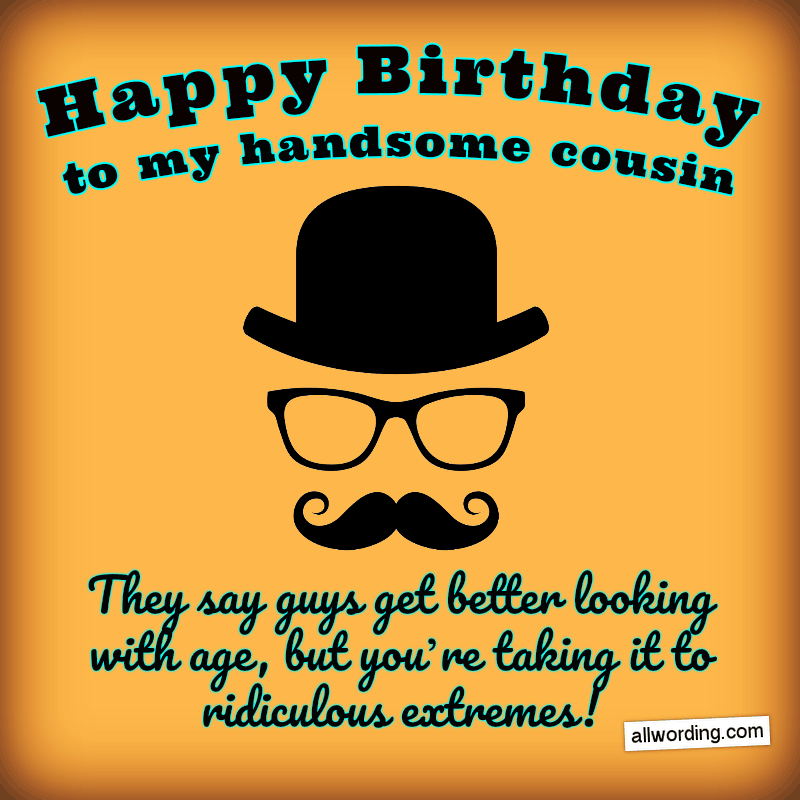 Happy Birthday
to my handsome cousin
They say guys get better looking
with age, but you're taking it to
ridiculous extremes!
allwording.com